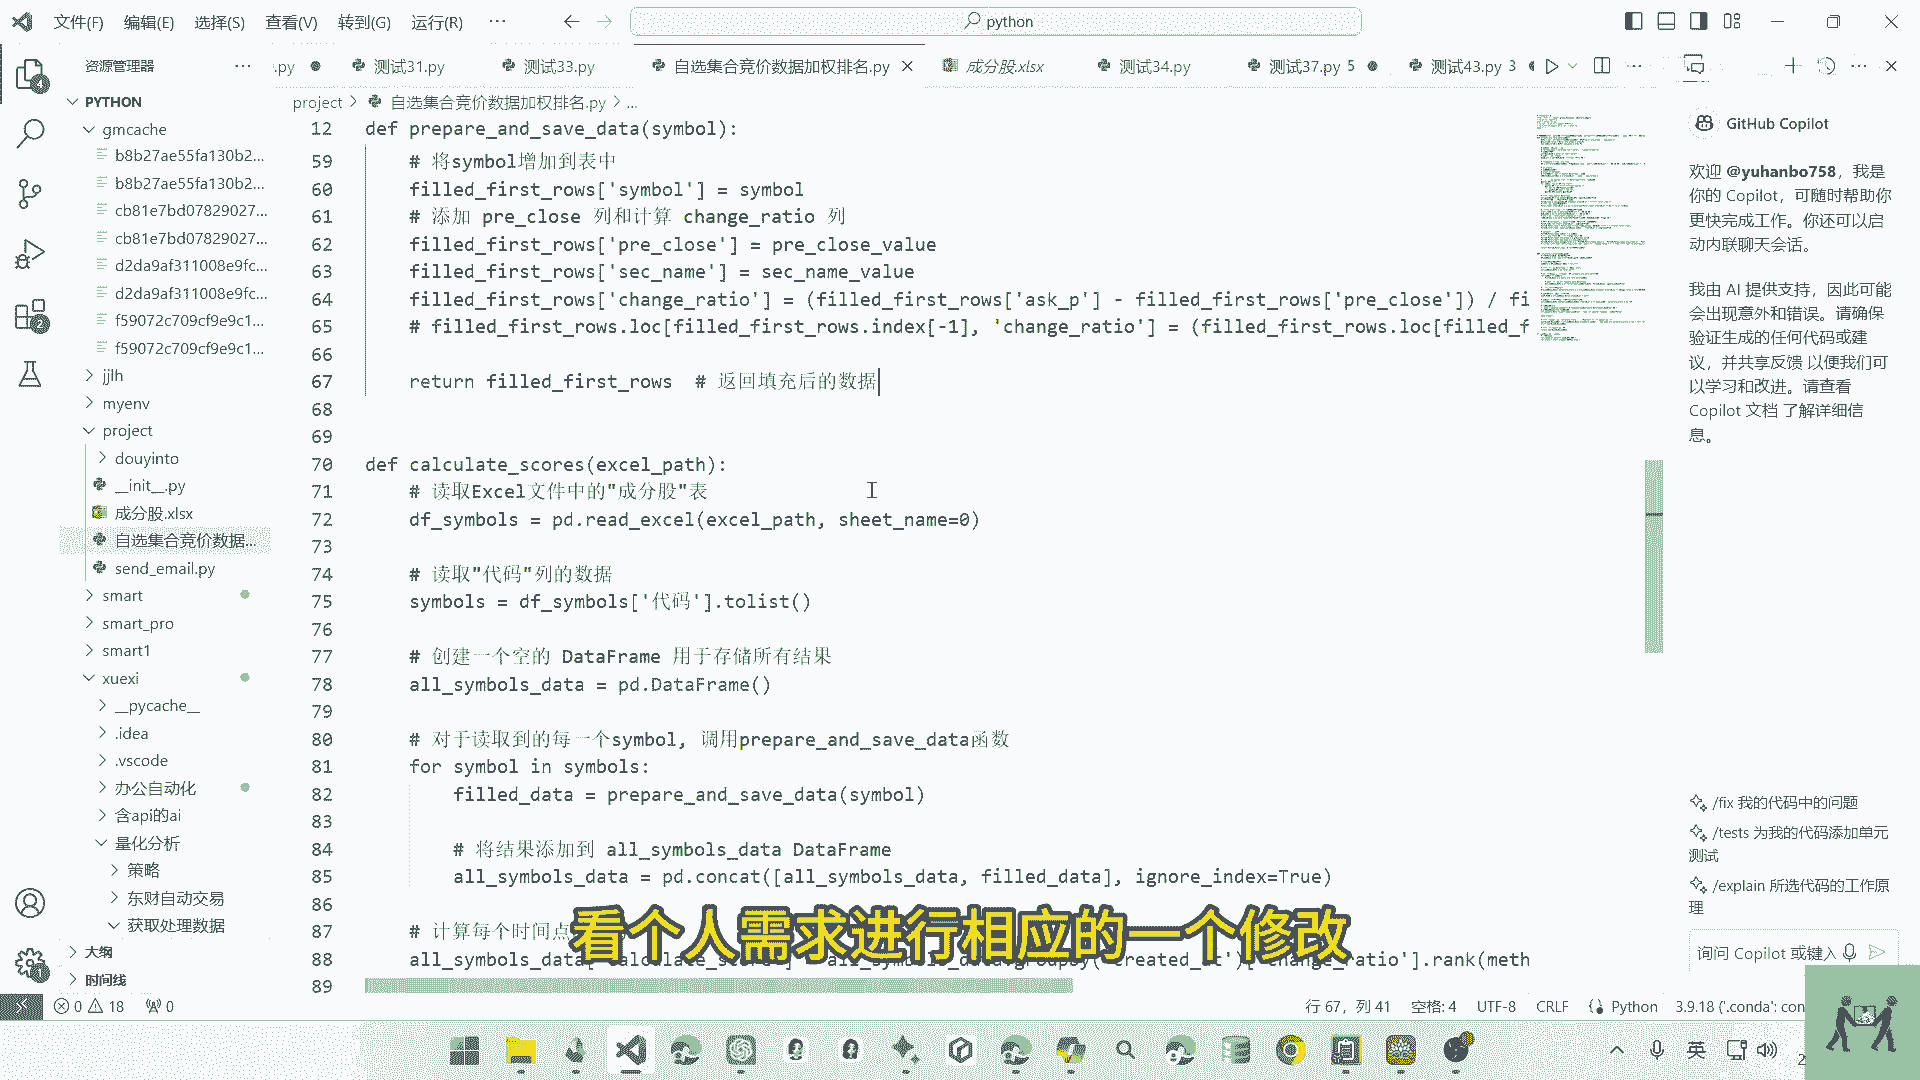 文件(F) 编辑(E) 选择(S) 查看(V) 转到(G) 运行(R) ··· python
资源管理器 ···
.py 测试31.py 测试33.py 自选集合竞价数据加权排名.py 成分股.xlsx 测试34.py 测试37.py 5 测试43.py 3
project > 自选集合竞价数据加权排名.py > ...
PYTHON
gmcache
b8b27ae55fa130b2...
b8b27ae55fa130b2...
cb81e7bd07829027...
cb81e7bd07829027...
d2da9af311008e9fc...
d2da9af311008e9fc...
f59072c709cf9e9c1...
f59072c709cf9e9c1...
jjlh
myenv
project
douyinto
__init__.py
成分股.xlsx
自选集合竞价数据...
send_email.py
smart
smart_pro
smart1
xuexi
__pycache__
.idea
.vscode
办公自动化
含api的ai
量化分析
策略
东财自动交易
获取处理数据
大纲
时间线
12 def prepare_and_save_data(symbol):
59 # 将symbol增加到表中
60 filled_first_rows['symbol'] = symbol
61 # 添加 pre_close 列和计算 change_ratio 列
62 filled_first_rows['pre_close'] = pre_close_value
63 filled_first_rows['sec_name'] = sec_name_value
64 filled_first_rows['change_ratio'] = (filled_first_rows['ask_p'] - filled_first_rows['pre_close']) / fi
65 # filled_first_rows.loc[filled_first_rows.index[-1], 'change_ratio'] = (filled_first_rows.loc[filled_f
66
67 return filled_first_rows # 返回填充后的数据
68
69
70 def calculate_scores(excel_path):
71 # 读取Excel文件中的"成分股"表
72 df_symbols = pd.read_excel(excel_path, sheet_name=0)
73
74 # 读取"代码"列的数据
75 symbols = df_symbols['代码'].tolist()
76
77 # 创建一个空的 DataFrame 用于存储所有结果
78 all_symbols_data = pd.DataFrame()
79
80 # 对于读取到的每一个symbol, 调用prepare_and_save_data函数
81 for symbol in symbols:
82 filled_data = prepare_and_save_data(symbol)
83
84 # 将结果添加到 all_symbols_data DataFrame
85 all_symbols_data = pd.concat([all_symbols_data, filled_data], ignore_index=True)
86
87 # 计算每个时间点
88 all_symbols_data['calculate_score'] = all_symbols_data.groupby('created_at')['change_ratio'].rank(meth
89
看个人需求进行相应的一个修改
GitHub Copilot
欢迎 @yuhanbo758，我是
你的 Copilot，可随时帮助你
更快完成工作。你还可以启
动内联聊天会话。
我由 AI 提供支持，因此可能
会出现意外和错误。请确保
验证生成的任何代码或建
议，并共享反馈 以便我们可
以学习和改进。请查看
Copilot 文档 了解详细信
息。
/fix 我的代码中的问题
/tests 为我的代码添加单元
测试
/explain 所选代码的工作原
理
询问 Copilot 或键入
0 18 0 行 67，列 41 空格: 4 UTF-8 CRLF Python 3.9.18 ('.conda': con
英